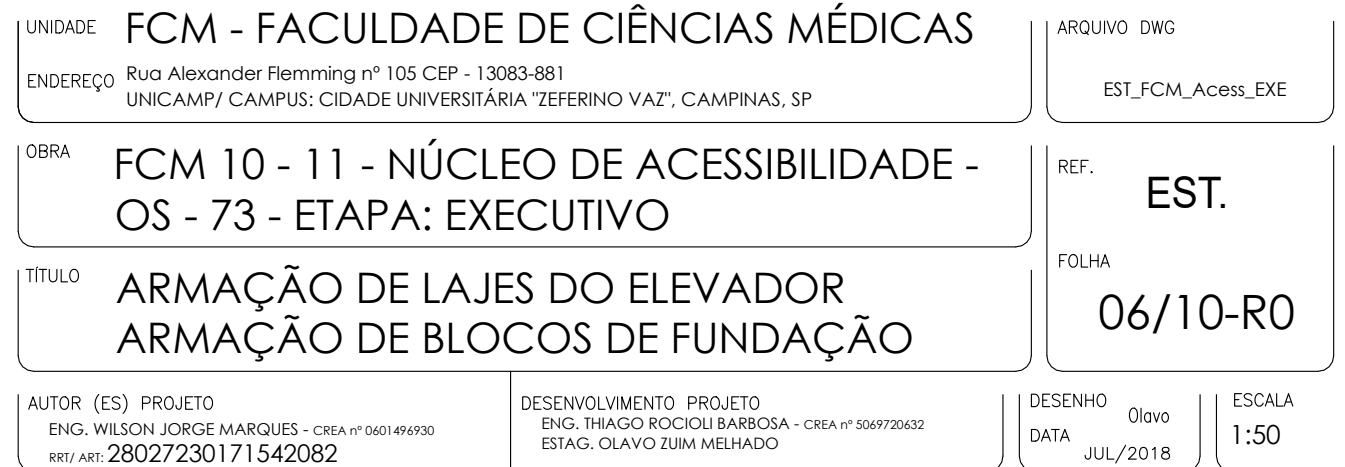 UNIDADE FCM - FACULDADE DE CIÊNCIAS MÉDICAS
ENDEREÇO Rua Alexander Flemming nº 105 CEP - 13083-881
UNICAMP/ CAMPUS: CIDADE UNIVERSITÁRIA "ZEFERINO VAZ", CAMPINAS, SP
ARQUIVO DWG
EST_FCM_Acess_EXE
OBRA FCM 10 - 11 - NÚCLEO DE ACESSIBILIDADE -
OS - 73 - ETAPA: EXECUTIVO
REF.
EST.
TÍTULO ARMAÇÃO DE LAJES DO ELEVADOR
ARMAÇÃO DE BLOCOS DE FUNDAÇÃO
FOLHA
06/10-R0
AUTOR (ES) PROJETO
ENG. WILSON JORGE MARQUES - CREA nº 0601496930
RRT/ ART: 28027230171542082
DESENVOLVIMENTO PROJETO
ENG. THIAGO ROCIOLI BARBOSA - CREA nº 5069720632
ESTAG. OLAVO ZUIM MELHADO
DESENHO Olavo
DATA JUL/2018
ESCALA
1:50